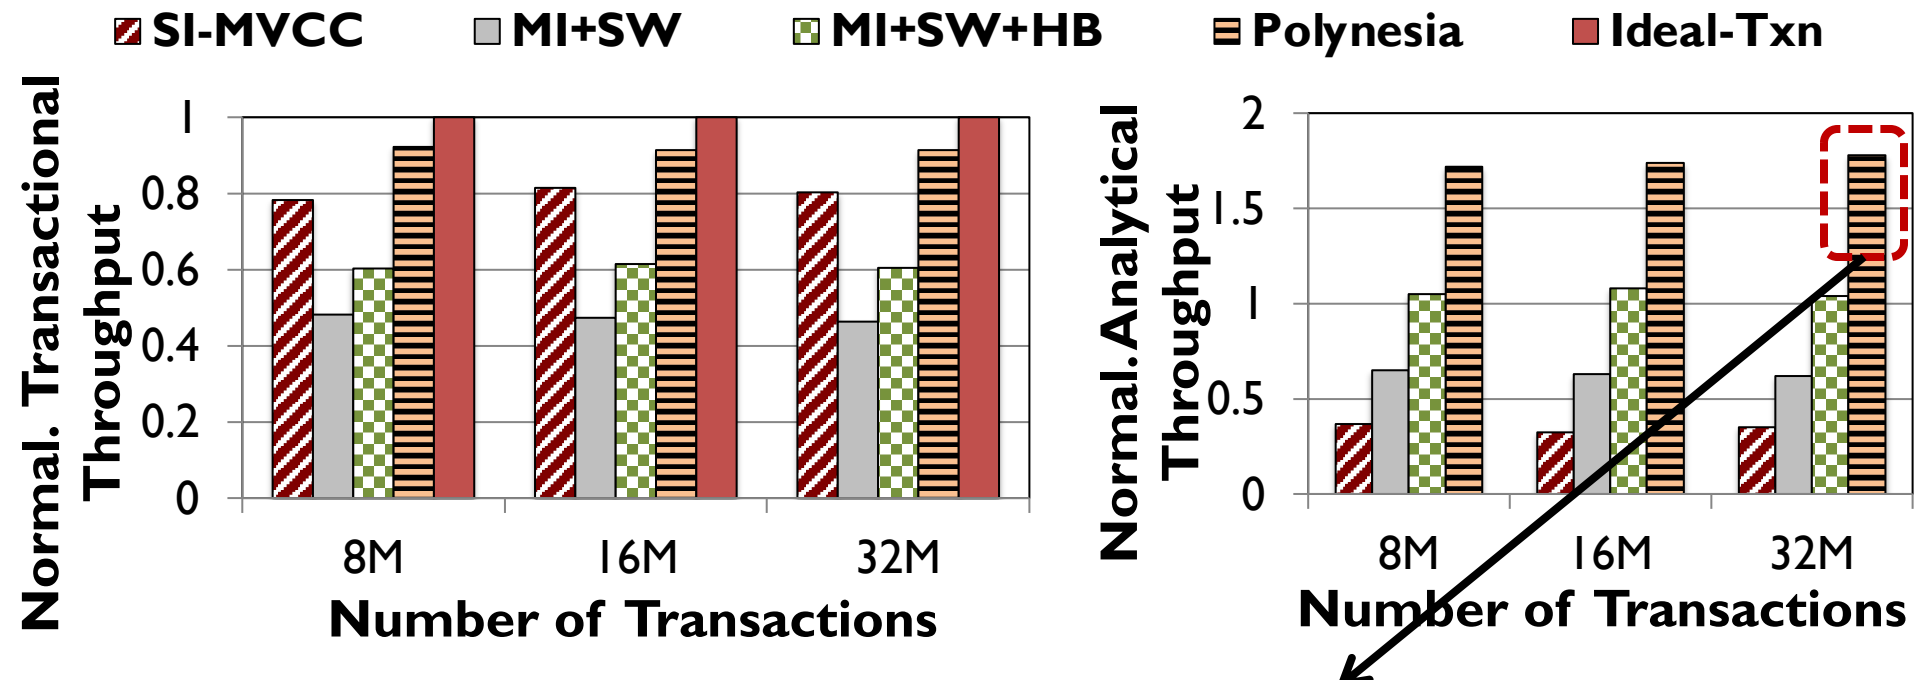 SI-MVCC MI+SW MI+SW+HB Polynesia Ideal-Txn
Normal. Transactional
Throughput
1
0.8
0.6
0.4
0.2
0
8M 16M 32M
Number of Transactions
Normal. Analytical
Throughput
2
1.5
1
0.5
0
8M 16M 32M
Number of Transactions